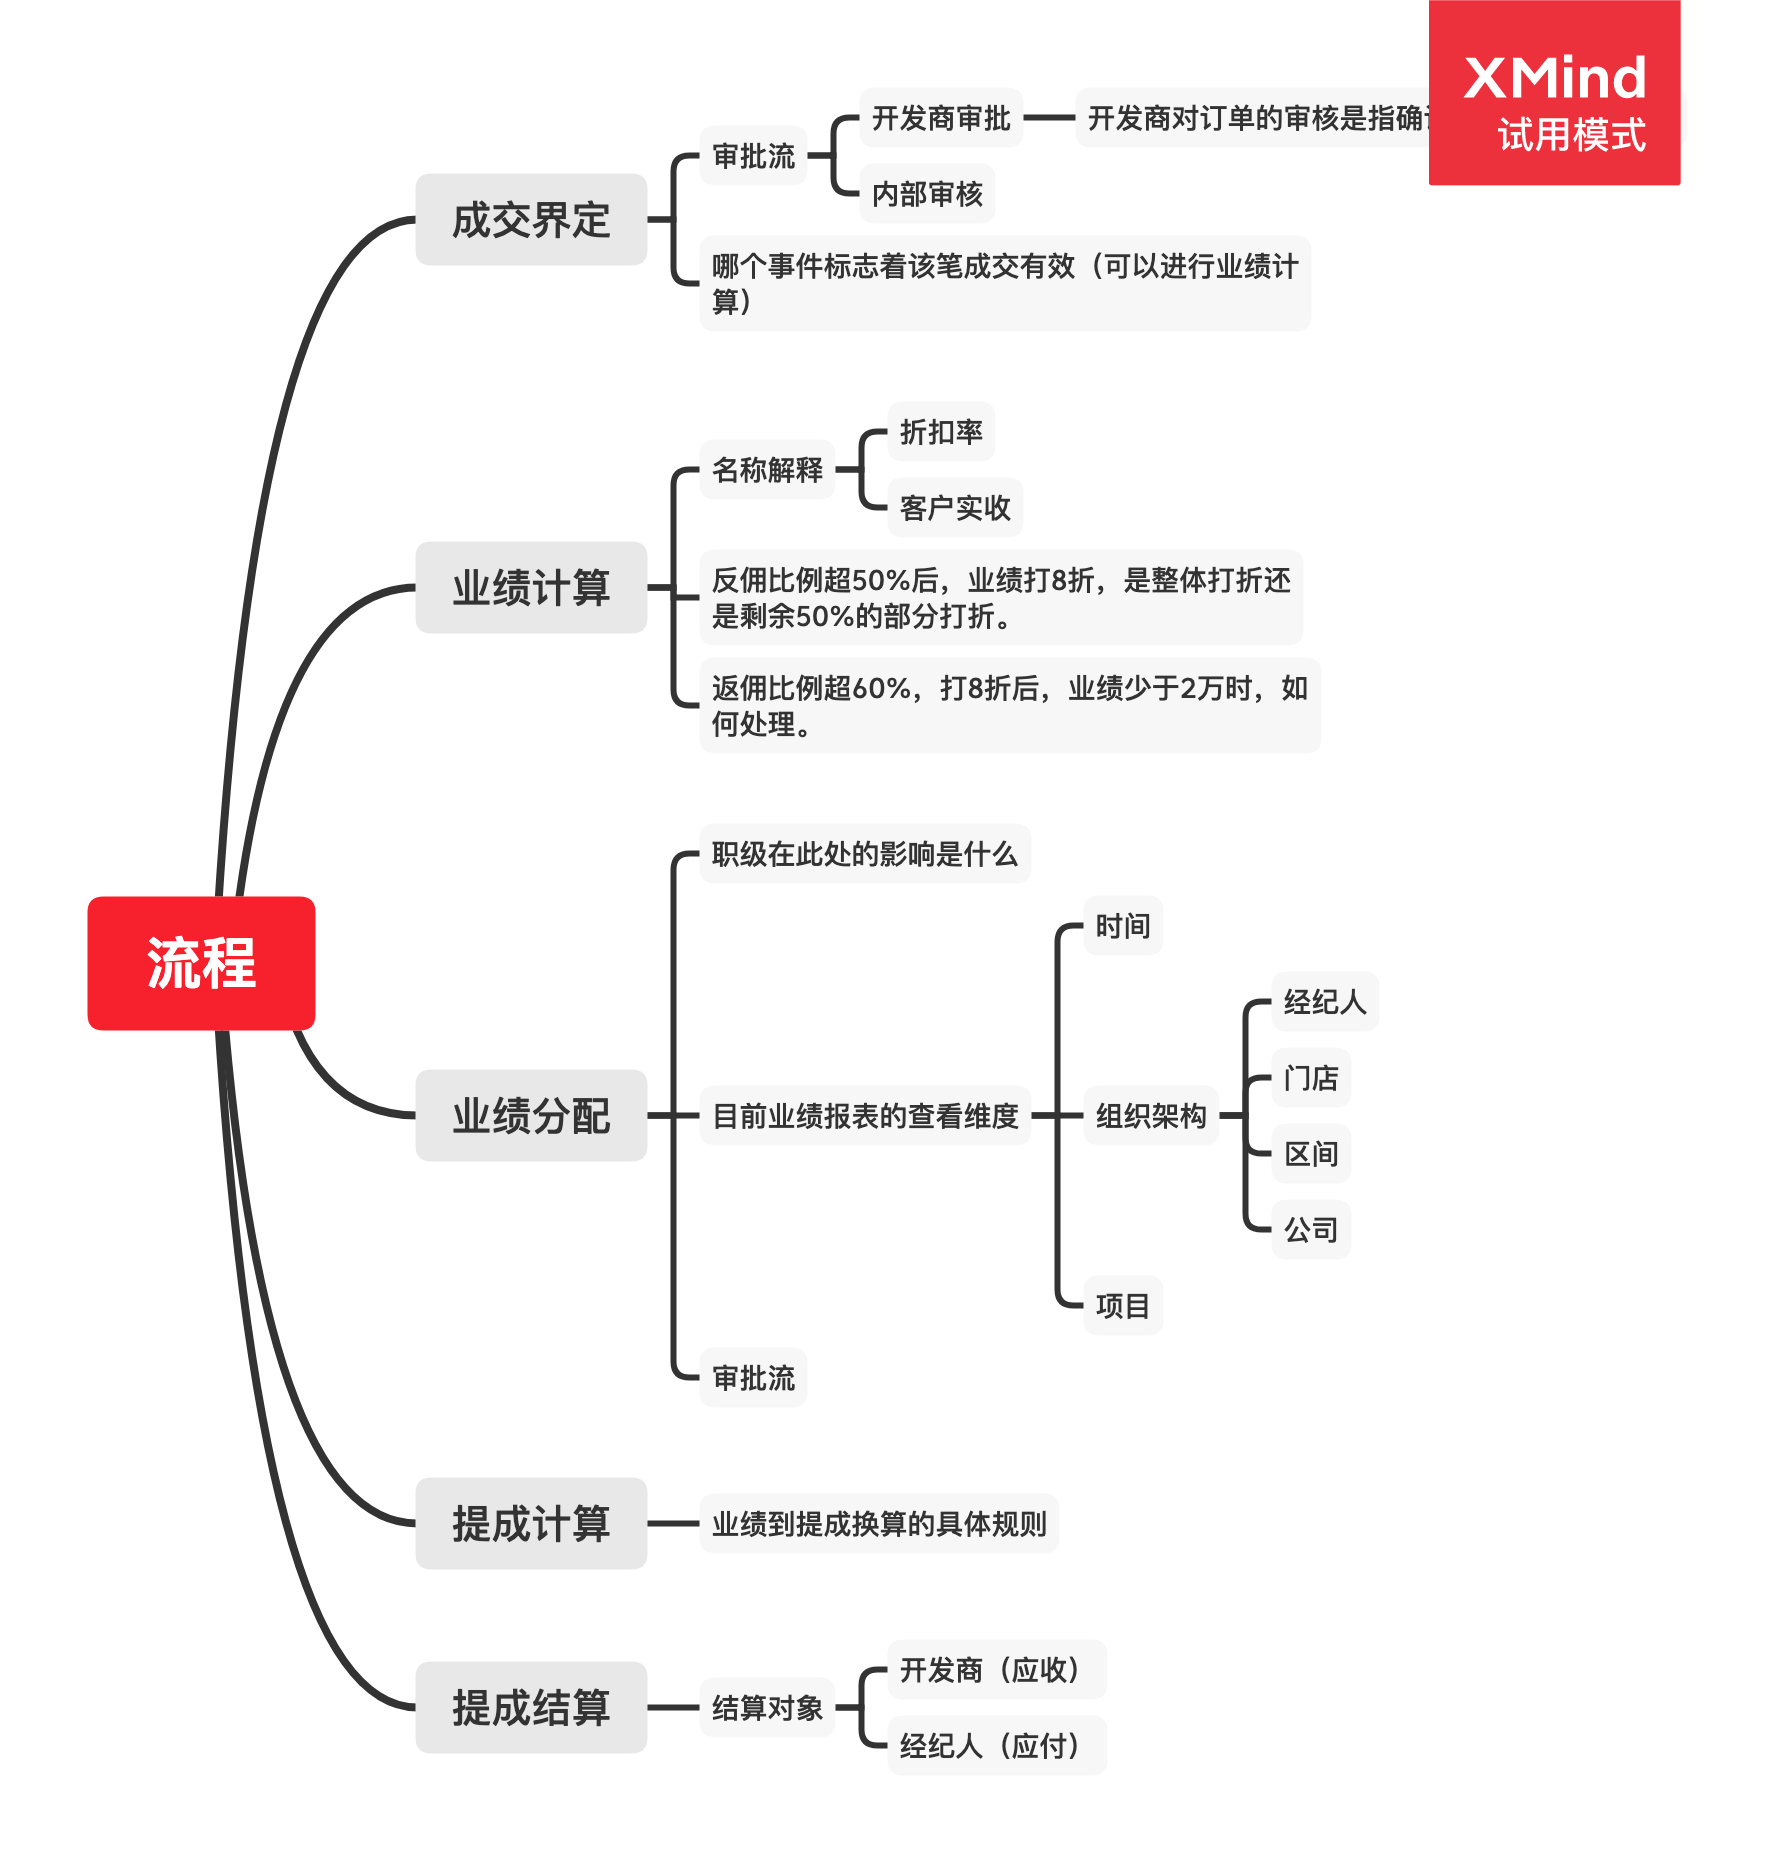 XMind
试用模式
开发商审批
开发商对订单的审核是指确
审批流
内部审核
成交界定
哪个事件标志着该笔成交有效（可以进行业绩计
算）
折扣率
名称解释
客户实收
业绩计算
反佣比例超50%后，业绩打8折，是整体打折还
是剩余50%的部分打折。
返佣比例超60%，打8折后，业绩少于2万时，如
何处理。
职级在此处的影响是什么
时间
经纪人
门店
流程
业绩分配
目前业绩报表的查看维度
组织架构
区间
公司
项目
审批流
提成计算
业绩到提成换算的具体规则
开发商（应收）
提成结算
结算对象
经纪人（应付）